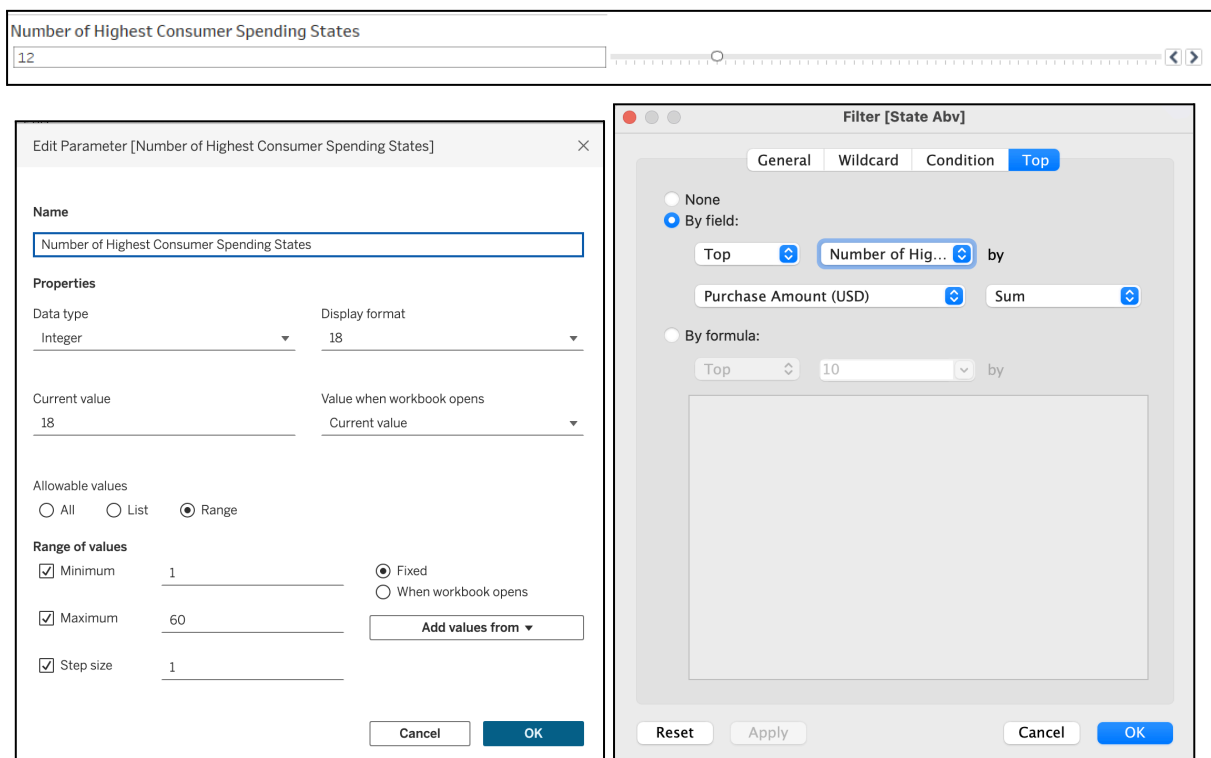 Number of Highest Consumer Spending States
12
Edit Parameter [Number of Highest Consumer Spending States]
Name
Number of Highest Consumer Spending States
Properties
Data type Display format
Integer 18
Current value Value when workbook opens
18 Current value
Allowable values
All List Range
Range of values
Minimum 1 Fixed
When workbook opens
Maximum 60 Add values from
Step size 1
Cancel OK
Filter [State Abv]
General Wildcard Condition Top
None
By field:
Top Number of Hig... by
Purchase Amount (USD) Sum
By formula:
Top 10 by
Reset Apply Cancel OK